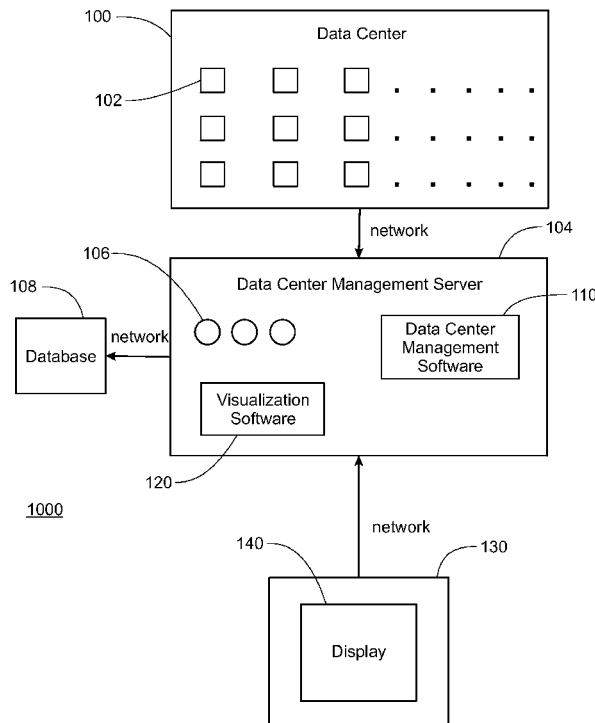 100
Data Center
102
network
104
106
Data Center Management Server
108
110
network
Data Center
Management
Software
Database
Visualization
Software
120
1000
network
140
130
Display